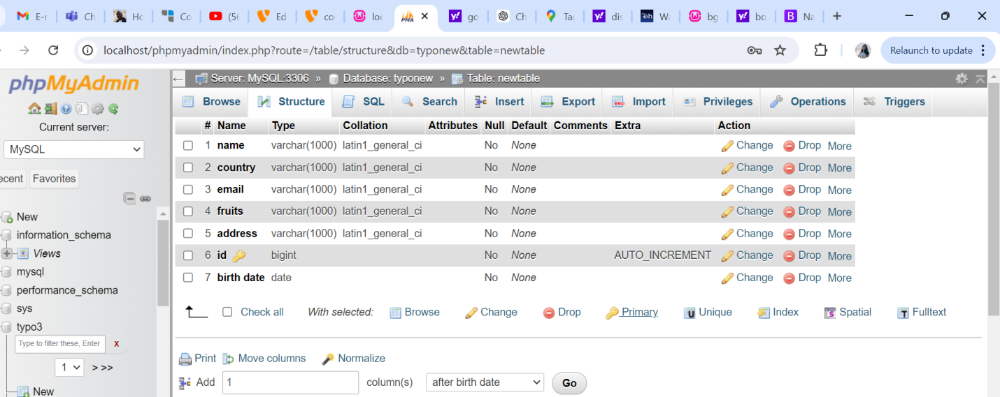 E-r Ch Ho Co (56 Ed co loc PMA go Ch Ta dis Wa bg bo Na
localhost/phpmyadmin/index.php?route=/table/structure&db=typonew&table=newtable
Relaunch to update
phpMyAdmin
Server: MySQL:3306 » Database: typonew » Table: newtable
Browse Structure SQL Search Insert Export Import Privileges Operations Triggers
Current server:
MySQL
ecent Favorites
New
information_schema
Views
mysql
performance_schema
sys
typo3
Type to filter these, Enter X
1 > >>
New
# Name Type Collation Attributes Null Default Comments Extra Action
1 name varchar(1000) latin1_general_ci No None Change Drop More
2 country varchar(1000) latin1_general_ci No None Change Drop More
3 email varchar(1000) latin1_general_ci No None Change Drop More
4 fruits varchar(1000) latin1_general_ci No None Change Drop More
5 address varchar(1000) latin1_general_ci No None Change Drop More
6 id bigint No None AUTO_INCREMENT Change Drop More
7 birth date date No None Change Drop More
Check all With selected: Browse Change Drop Primary Unique Index Spatial Fulltext
Print Move columns Normalize
Add 1 column(s) after birth date Go